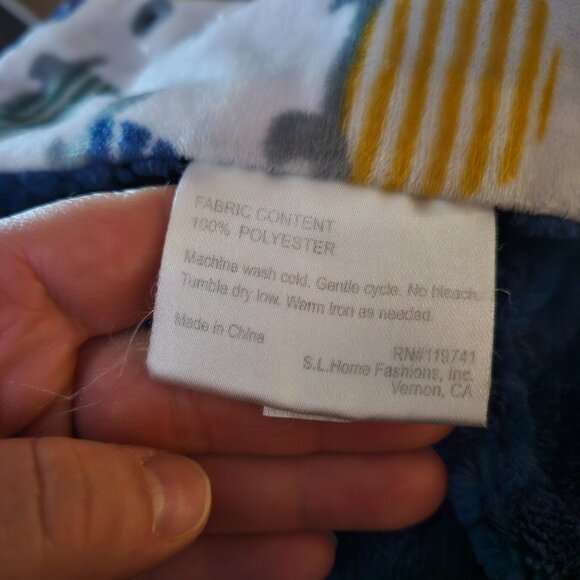 FABRIC CONTENT
100% POLYESTER
Machine wash cold. Gentle cycle. No bleach.
Tumble dry low. Warm Iron as needed.
Made in China
RN#119741
S.L.Home Fashions, Inc.
Vernon, CA